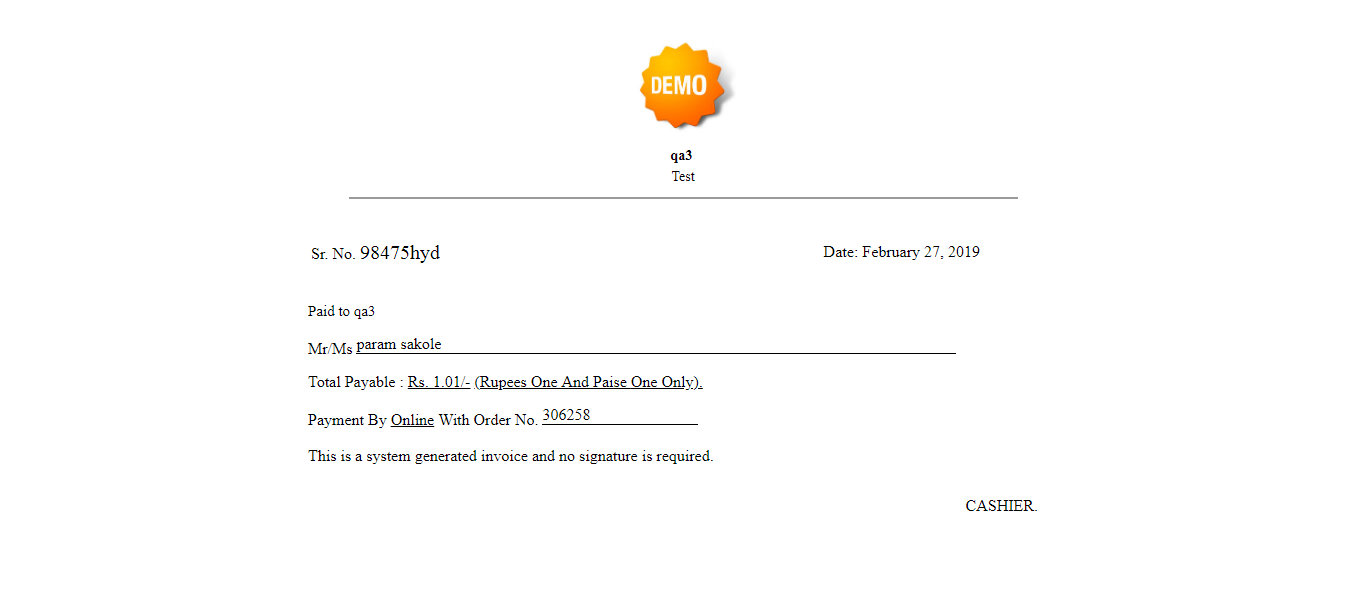 DEMO
qa3
Test
Sr. No. 98475hyd Date: February 27, 2019
Paid to qa3
Mr/Ms param sakole
Total Payable : Rs. 1.01/- (Rupees One And Paise One Only).
Payment By Online With Order No. 306258
This is a system generated invoice and no signature is required.
CASHIER.